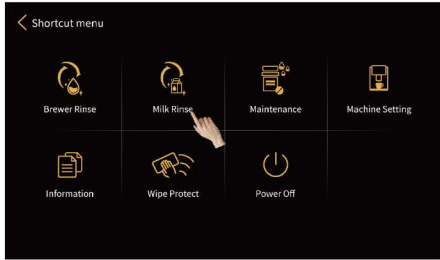 Shortcut menu
Brewer Rinse
Milk Rinse
Maintenance
Machine Setting
Information
Wipe Protect
Power Off